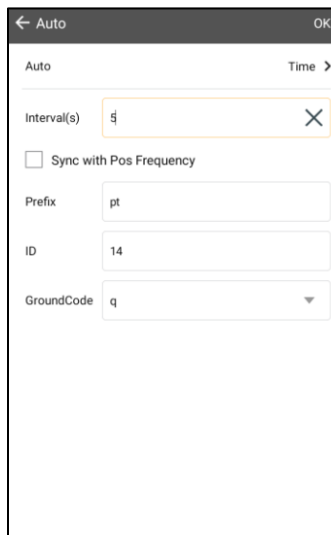 Auto OK
Auto Time
Interval(s) 5
Sync with Pos Frequency
Prefix pt
ID 14
GroundCode q